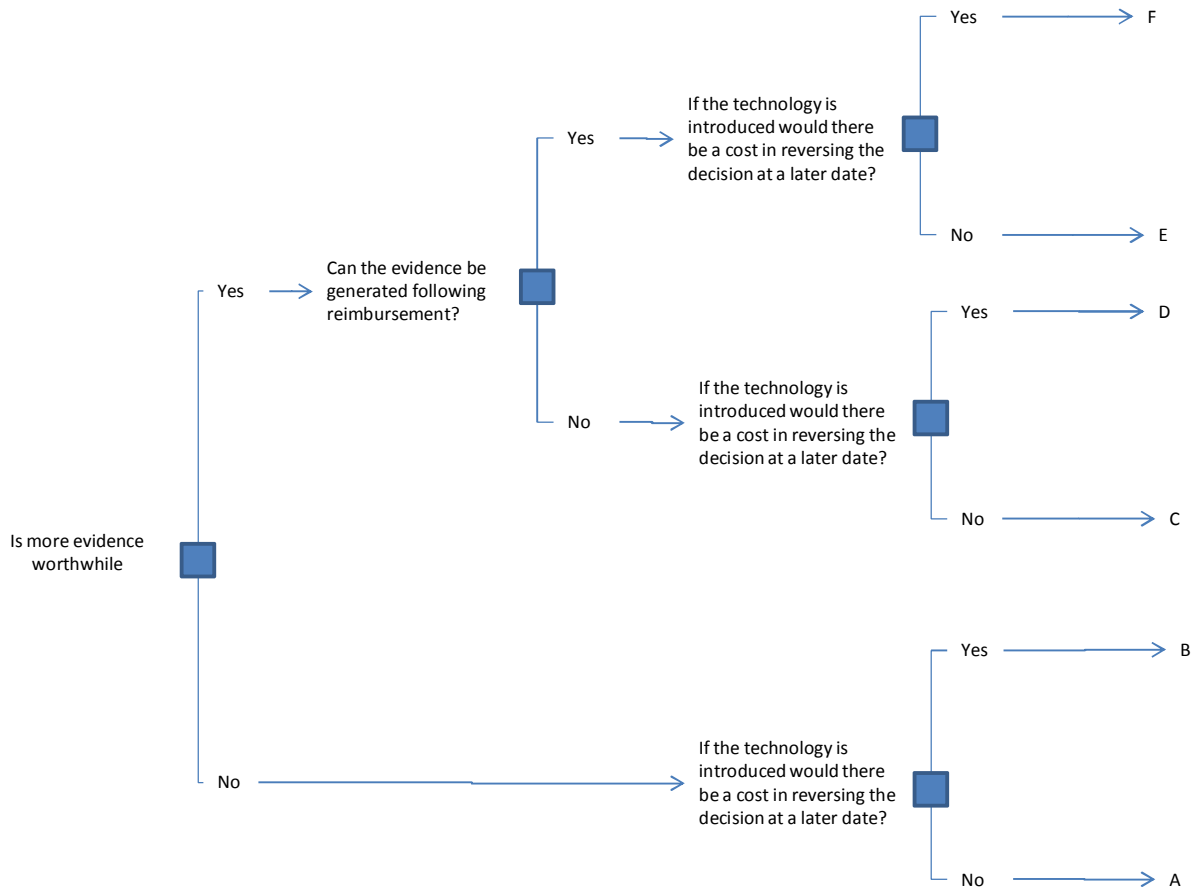 Yes
F
If the technology is
introduced would there
be a cost in reversing the
decision at a later date?
Yes
No
E
Can the evidence be
generated following
reimbursement?
Yes
Yes
D
If the technology is
introduced would there
be a cost in reversing the
decision at a later date?
No
No
C
Is more evidence
worthwhile
Yes
B
If the technology is
introduced would there
be a cost in reversing the
decision at a later date?
No
No
A